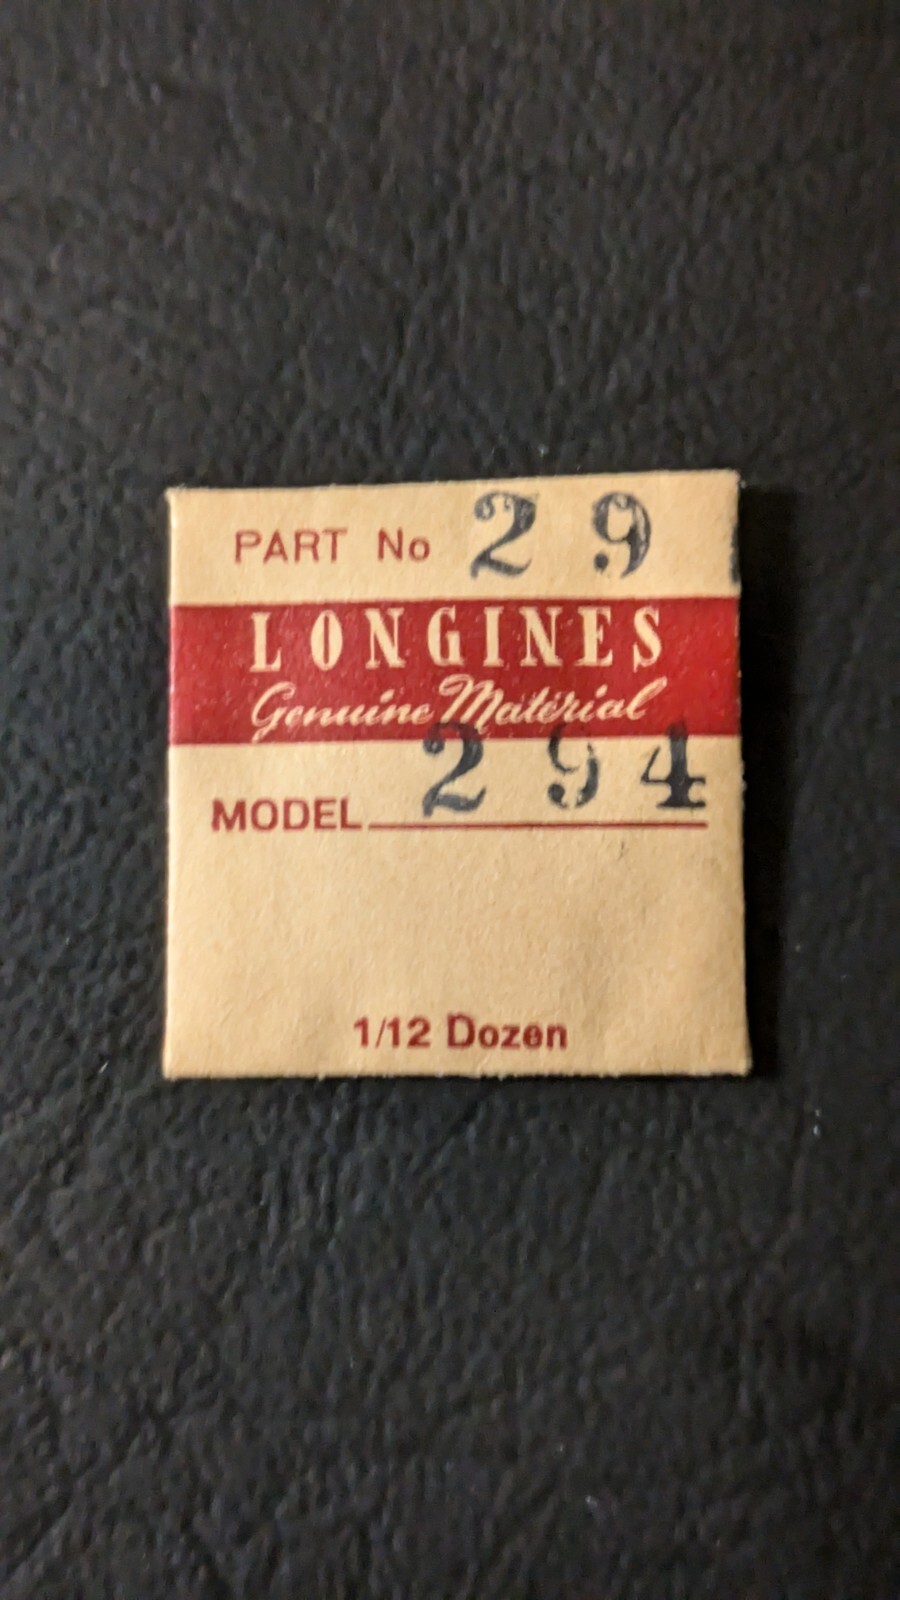 PART No 29
LONGINES
Genuine Material
MODEL 294
1/12 Dozen